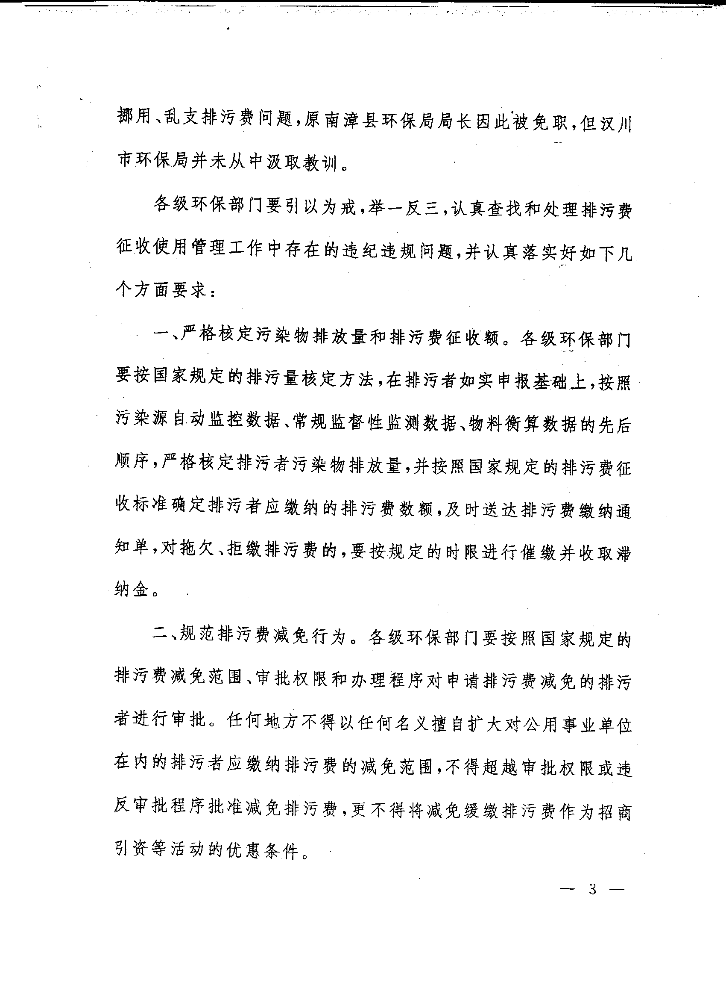 挪用、乱支排污费问题，原南漳县环保局局长因此被免职，但汉川
市环保局并未从中汲取教训。
各级环保部门要引以为戒，举一反三，认真查找和处理排污费
征收使用管理工作中存在的违纪违规问题，并认真落实好如下几
个方面要求：
一、严格核定污染物排放量和排污费征收额。各级环保部门
要按国家规定的排污量核定方法，在排污者如实申报基础上，按照
污染源自动监控数据、常规监督性监测数据、物料衡算数据的先后
顺序，严格核定排污者污染物排放量，并按照国家规定的排污费征
收标准确定排污者应缴纳的排污费数额，及时送达排污费缴纳通
知单，对拖欠、拒缴排污费的，要按规定的时限进行催缴并收取滞
纳金。
二、规范排污费减免行为。各级环保部门要按照国家规定的
排污费减免范围、审批权限和办理程序对申请排污费减免的排污
者进行审批。任何地方不得以任何名义擅自扩大对公用事业单位
在内的排污者应缴纳排污费的减免范围，不得超越审批权限或违
反审批程序批准减免排污费，更不得将减免缓缴排污费作为招商
引资等活动的优惠条件。
— 3 —